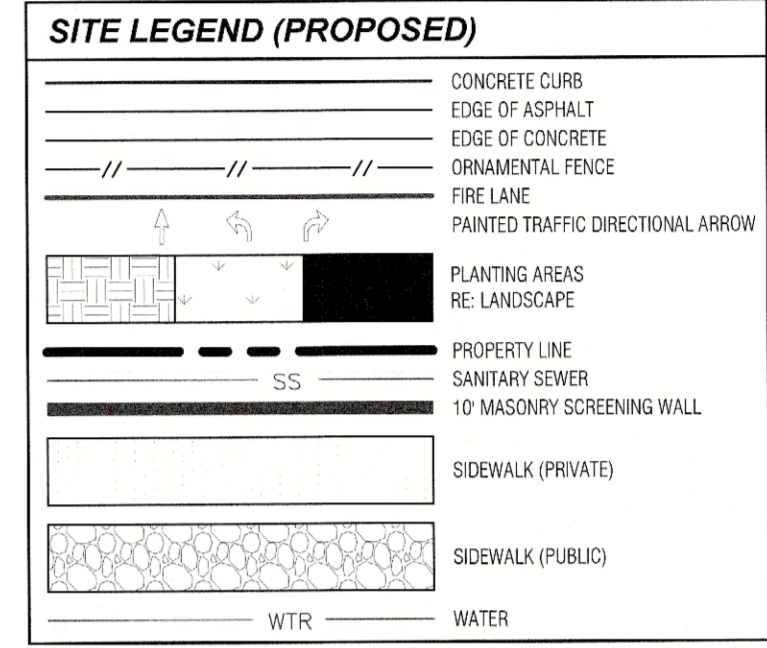 SITE LEGEND (PROPOSED)
CONCRETE CURB
EDGE OF ASPHALT
EDGE OF CONCRETE
ORNAMENTAL FENCE
FIRE LANE
PAINTED TRAFFIC DIRECTIONAL ARROW
PLANTING AREAS
RE: LANDSCAPE
PROPERTY LINE
SS SANITARY SEWER
10' MASONRY SCREENING WALL
SIDEWALK (PRIVATE)
SIDEWALK (PUBLIC)
WTR WATER